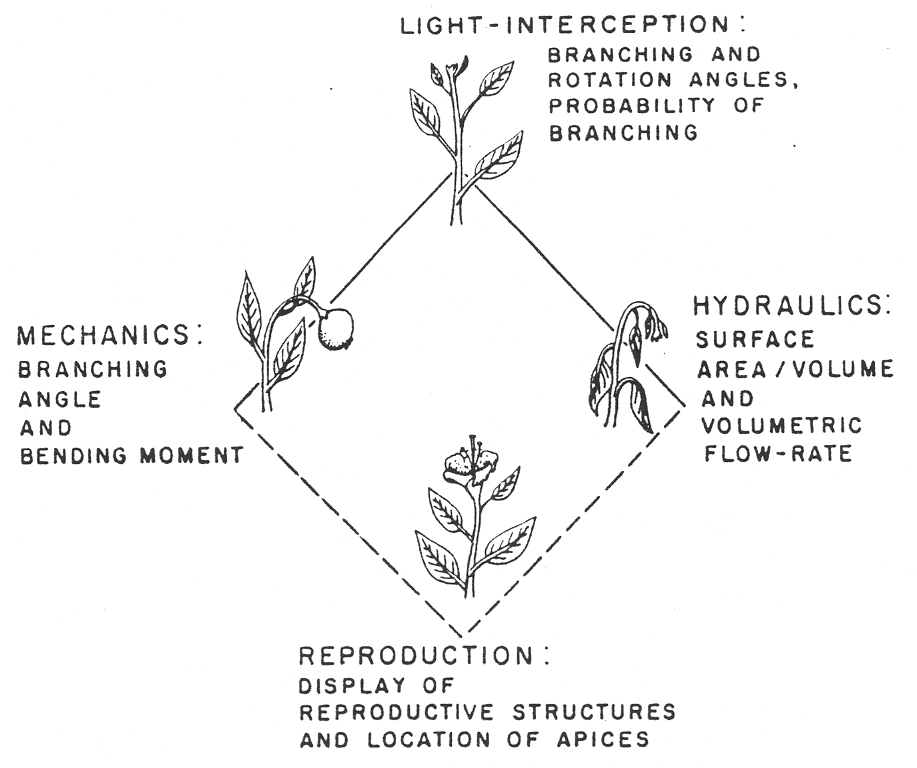 LIGHT-INTERCEPTION:
BRANCHING AND
ROTATION ANGLES,
PROBABILITY OF
BRANCHING
MECHANICS:
BRANCHING
ANGLE
AND
BENDING MOMENT
HYDRAULICS:
SURFACE
AREA/VOLUME
AND
VOLUMETRIC
FLOW-RATE
REPRODUCTION:
DISPLAY OF
REPRODUCTIVE STRUCTURES
AND LOCATION OF APICES